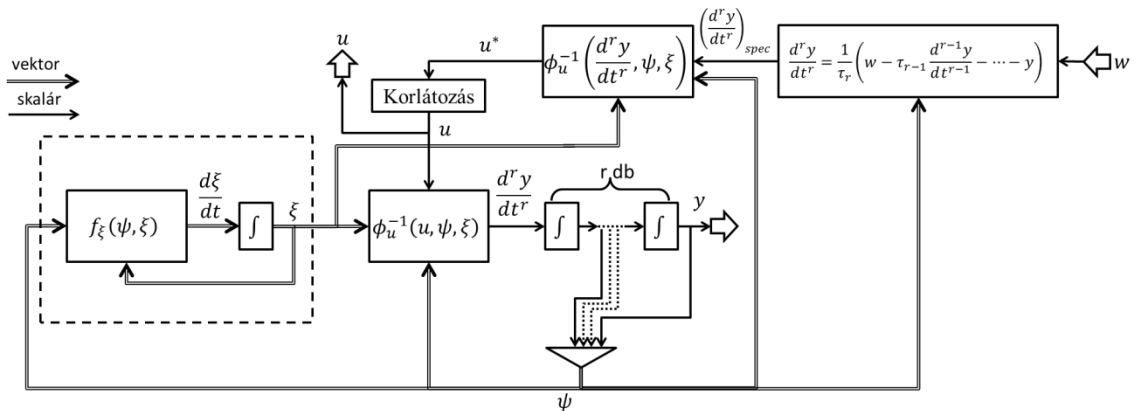 vektor
skalár
u
u*
ϕ_u^{-1}(d^r y/dt^r, ψ, ξ)
(d^r y/dt^r)_{spec}
d^r y/dt^r = 1/τ_r (w − τ_{r−1} d^{r−1}y/dt^{r−1} − ⋯ − y)
w
Korlátozás
u
f_ξ(ψ, ξ)
dξ/dt
∫
ξ
ϕ_u^{-1}(u, ψ, ξ)
d^r y/dt^r
∫
r db
∫
y
ψ